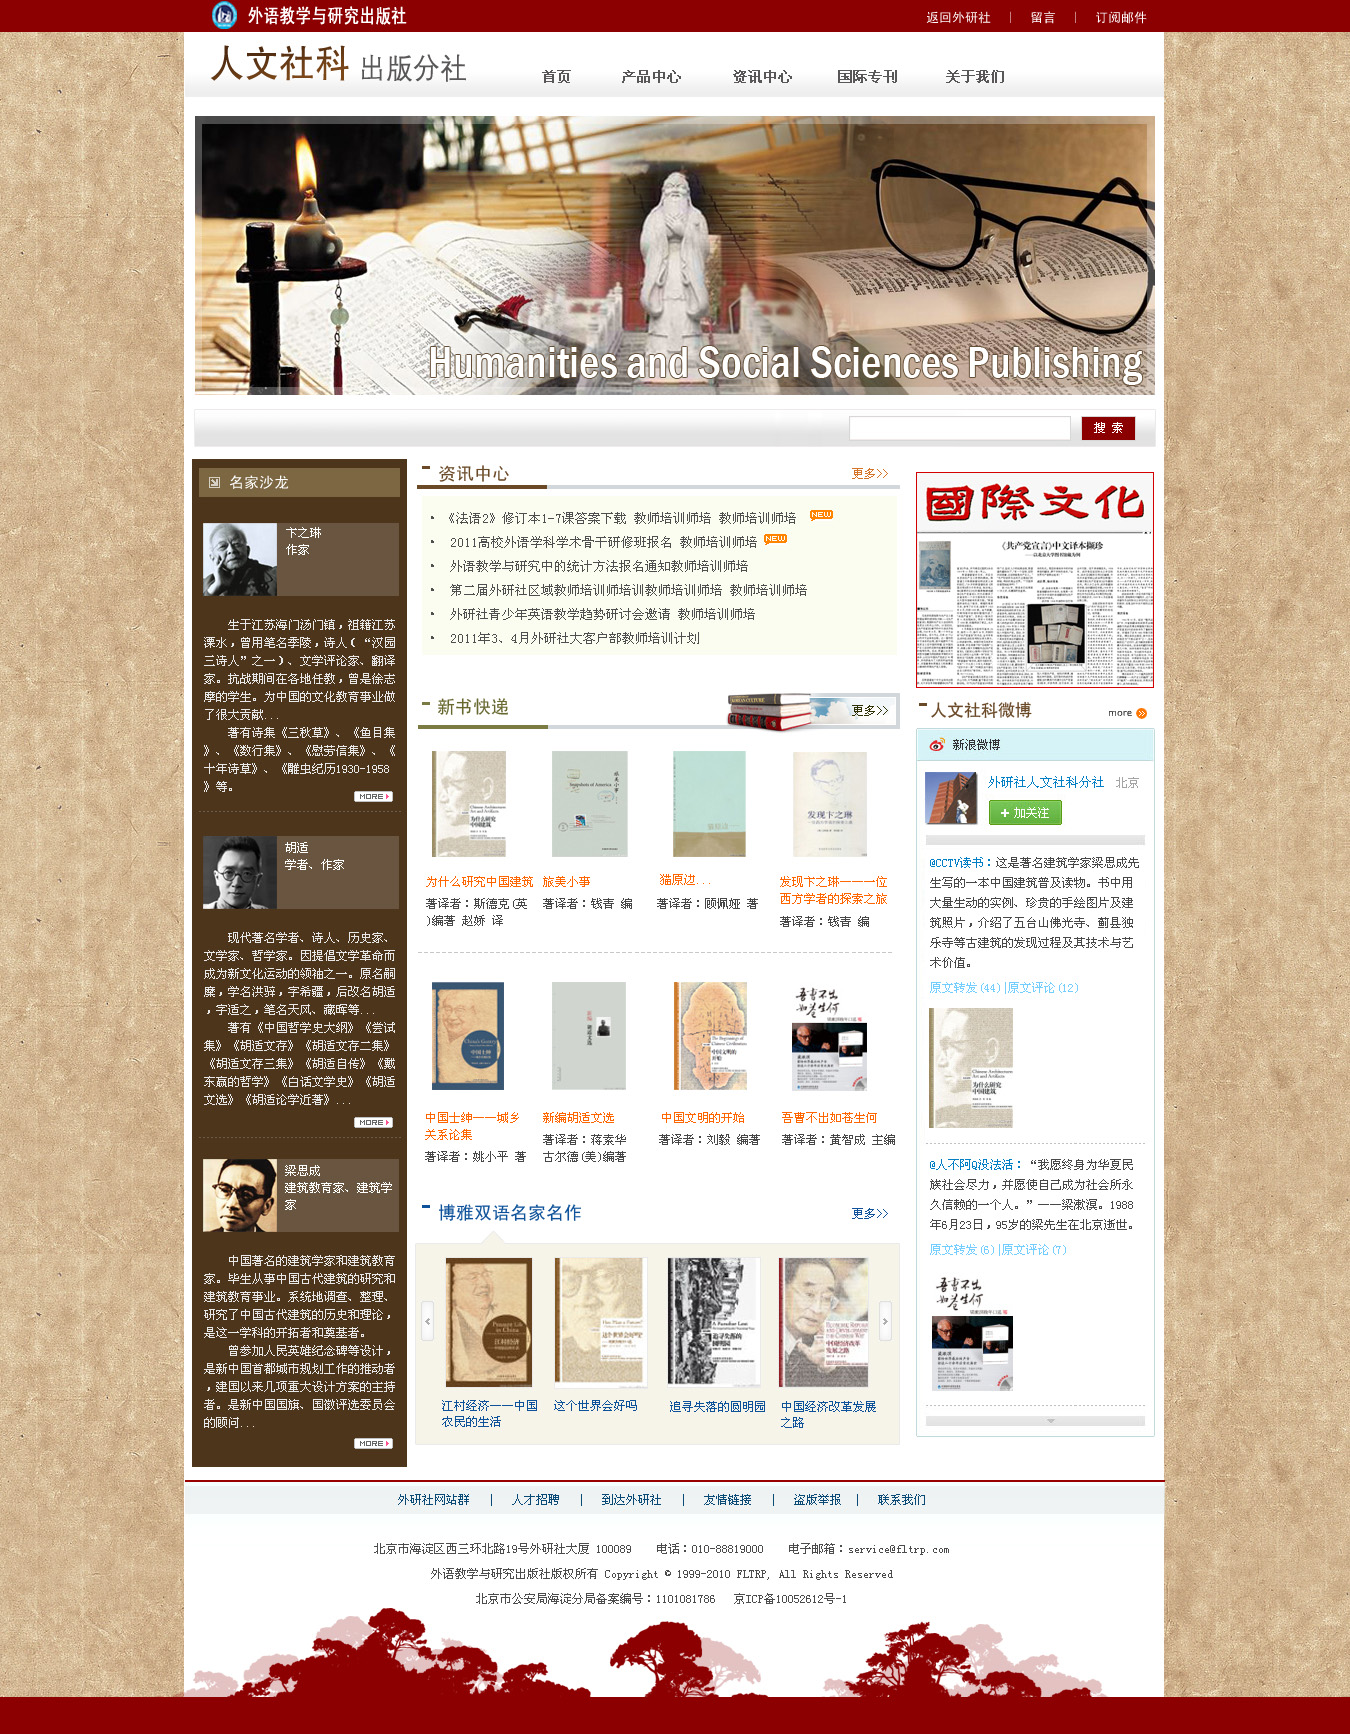 外语教学与研究出版社
返回外研社 | 留言 | 订阅邮件
人文社科 出版分社
首页 产品中心 资讯中心 国际专刊 关于我们
Humanities and Social Sciences Publishing
搜 索
名家沙龙
卞之琳
作家
生于江苏海门汤门镇，祖籍江苏
溧水，曾用笔名季陵，诗人（“汉园
三诗人”之一）、文学评论家、翻译
家。抗战期间在各地任教，曾是徐志
摩的学生。为中国的文化教育事业做
了很大贡献...
著有诗集《三秋草》、《鱼目集
》、《数行集》、《慰劳信集》、《
十年诗草》、《雕虫纪历1930-1958
》等。
MORE
胡适
学者、作家
现代著名学者、诗人、历史家、
文学家、哲学家。因提倡文学革命而
成为新文化运动的领袖之一。原名嗣
穈，学名洪骍，字希疆，后改名胡适
，字适之，笔名天风、藏晖等...
著有《中国哲学史大纲》《尝试
集》《胡适文存》《胡适文存二集》
《胡适文存三集》《胡适自传》《戴
东嬴的哲学》《白话文学史》《胡适
文选》《胡适论学近著》...
MORE
梁思成
建筑教育家、建筑学
家
中国著名的建筑学家和建筑教育
家。毕生从事中国古代建筑的研究和
建筑教育事业。系统地调查、整理、
研究了中国古代建筑的历史和理论，
是这一学科的开拓者和奠基者。
曾参加人民英雄纪念碑等设计，
是新中国首都城市规划工作的推动者
，建国以来几项重大设计方案的主持
者。是新中国国旗、国徽评选委员会
的顾问...
MORE
资讯中心 更多>>
《法语2》修订本1-7课答案下载 教师培训师培 教师培训师培 NEW
2011高校外语学科学术骨干研修班报名 教师培训师培 NEW
外语教学与研究中的统计方法报名通知教师培训师培
第二届外研社区域教师培训师培训教师培训师培 教师培训师培
外研社青少年英语教学趋势研讨会邀请 教师培训师培
2011年3、4月外研社大客户部教师培训计划
新书快递 更多>>
为什么研究中国建筑
著译者：斯德克(英
)编著 赵娇 译
旅美小事
著译者：钱青 编
猫原边...
著译者：顾佩娅 著
发现卞之琳一一一位
西方学者的探索之旅
著译者：钱青 编
中国士绅一一城乡
关系论集
著译者：姚小平 著
新编胡适文选
著译者：蒋素华
古尔德(美)编著
中国文明的开始
著译者：刘毅 编著
吾曹不出如苍生何
著译者：黄智成 主编
博雅双语名家名作 更多>>
江村经济一一中国
农民的生活
这个世界会好吗
追寻失落的圆明园
中国经济改革发展
之路
國際文化
《共产党宣言》中文译本撷珍
人文社科微博 more
新浪微博
外研社人文社科分社 北京
+ 加关注
@CCTV读书：这是著名建筑学家梁思成先
生写的一本中国建筑普及读物。书中用
大量生动的实例、珍贵的手绘图片及建
筑照片，介绍了五台山佛光寺、蓟县独
乐寺等古建筑的发现过程及其技术与艺
术价值。
原文转发(44)|原文评论(12)
为什么研究
中国建筑
@人不阿Q没法活：“我愿终身为华夏民
族社会尽力，并愿使自己成为社会所永
久信赖的一个人。”一一梁漱溟。1988
年6月23日，95岁的梁先生在北京逝世。
原文转发(6)|原文评论(7)
吾曹不出
如苍生何
外研社网站群 | 人才招聘 | 到达外研社 | 友情链接 | 盗版举报 | 联系我们
北京市海淀区西三环北路19号外研社大厦 100089 电话：010-88819000 电子邮箱：service@fltrp.com
外语教学与研究出版社版权所有 Copyright © 1999-2010 FLTRP, All Rights Reserved
北京市公安局海淀分局备案编号：1101081786 京ICP备10052612号-1